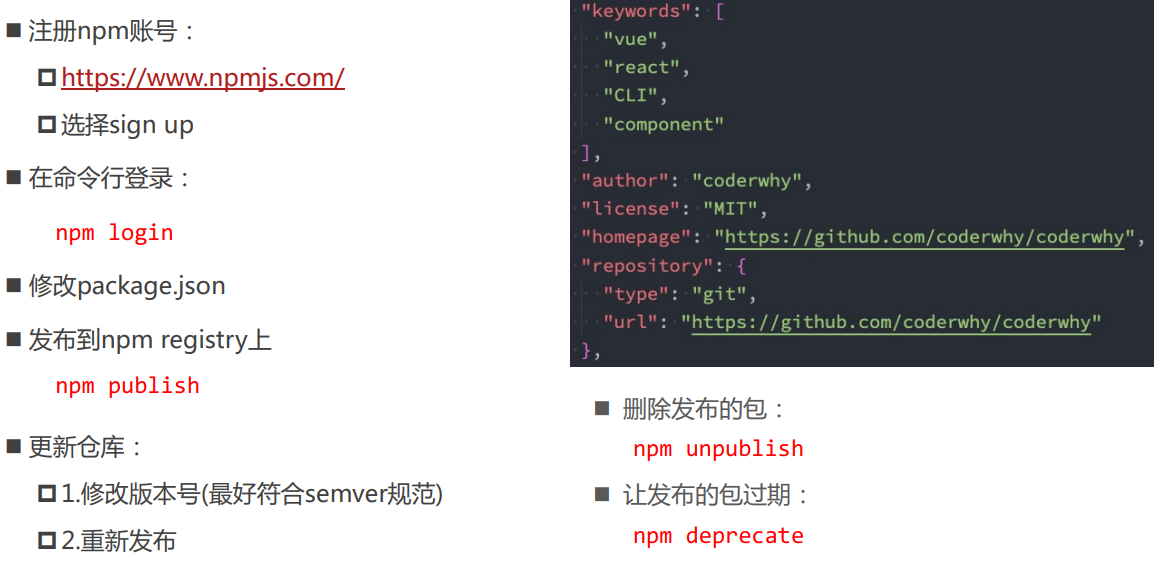 注册npm账号：
https://www.npmjs.com/
选择sign up
在命令行登录：
npm login
修改package.json
发布到npm registry上
npm publish
更新仓库：
1.修改版本号(最好符合semver规范)
2.重新发布
"keywords": [
"vue",
"react",
"CLI",
"component"
],
"author": "coderwhy",
"license": "MIT",
"homepage": "https://github.com/coderwhy/coderwhy",
"repository": {
"type": "git",
"url": "https://github.com/coderwhy/coderwhy"
},
删除发布的包：
npm unpublish
让发布的包过期：
npm deprecate